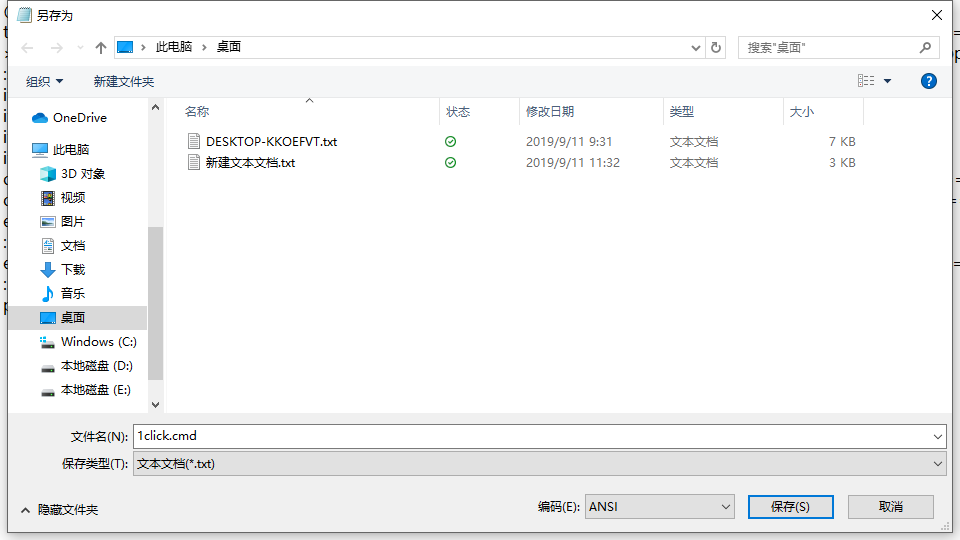 另存为
此电脑 > 桌面
搜索"桌面"
组织 新建文件夹
名称 状态 修改日期 类型 大小
DESKTOP-KKOEFVT.txt 2019/9/11 9:31 文本文档 7 KB
新建文本文档.txt 2019/9/11 11:32 文本文档 3 KB
OneDrive
此电脑
3D 对象
视频
图片
文档
下载
音乐
桌面
Windows (C:)
本地磁盘 (D:)
本地磁盘 (E:)
文件名(N): 1click.cmd
保存类型(T): 文本文档(*.txt)
隐藏文件夹
编码(E): ANSI 保存(S) 取消